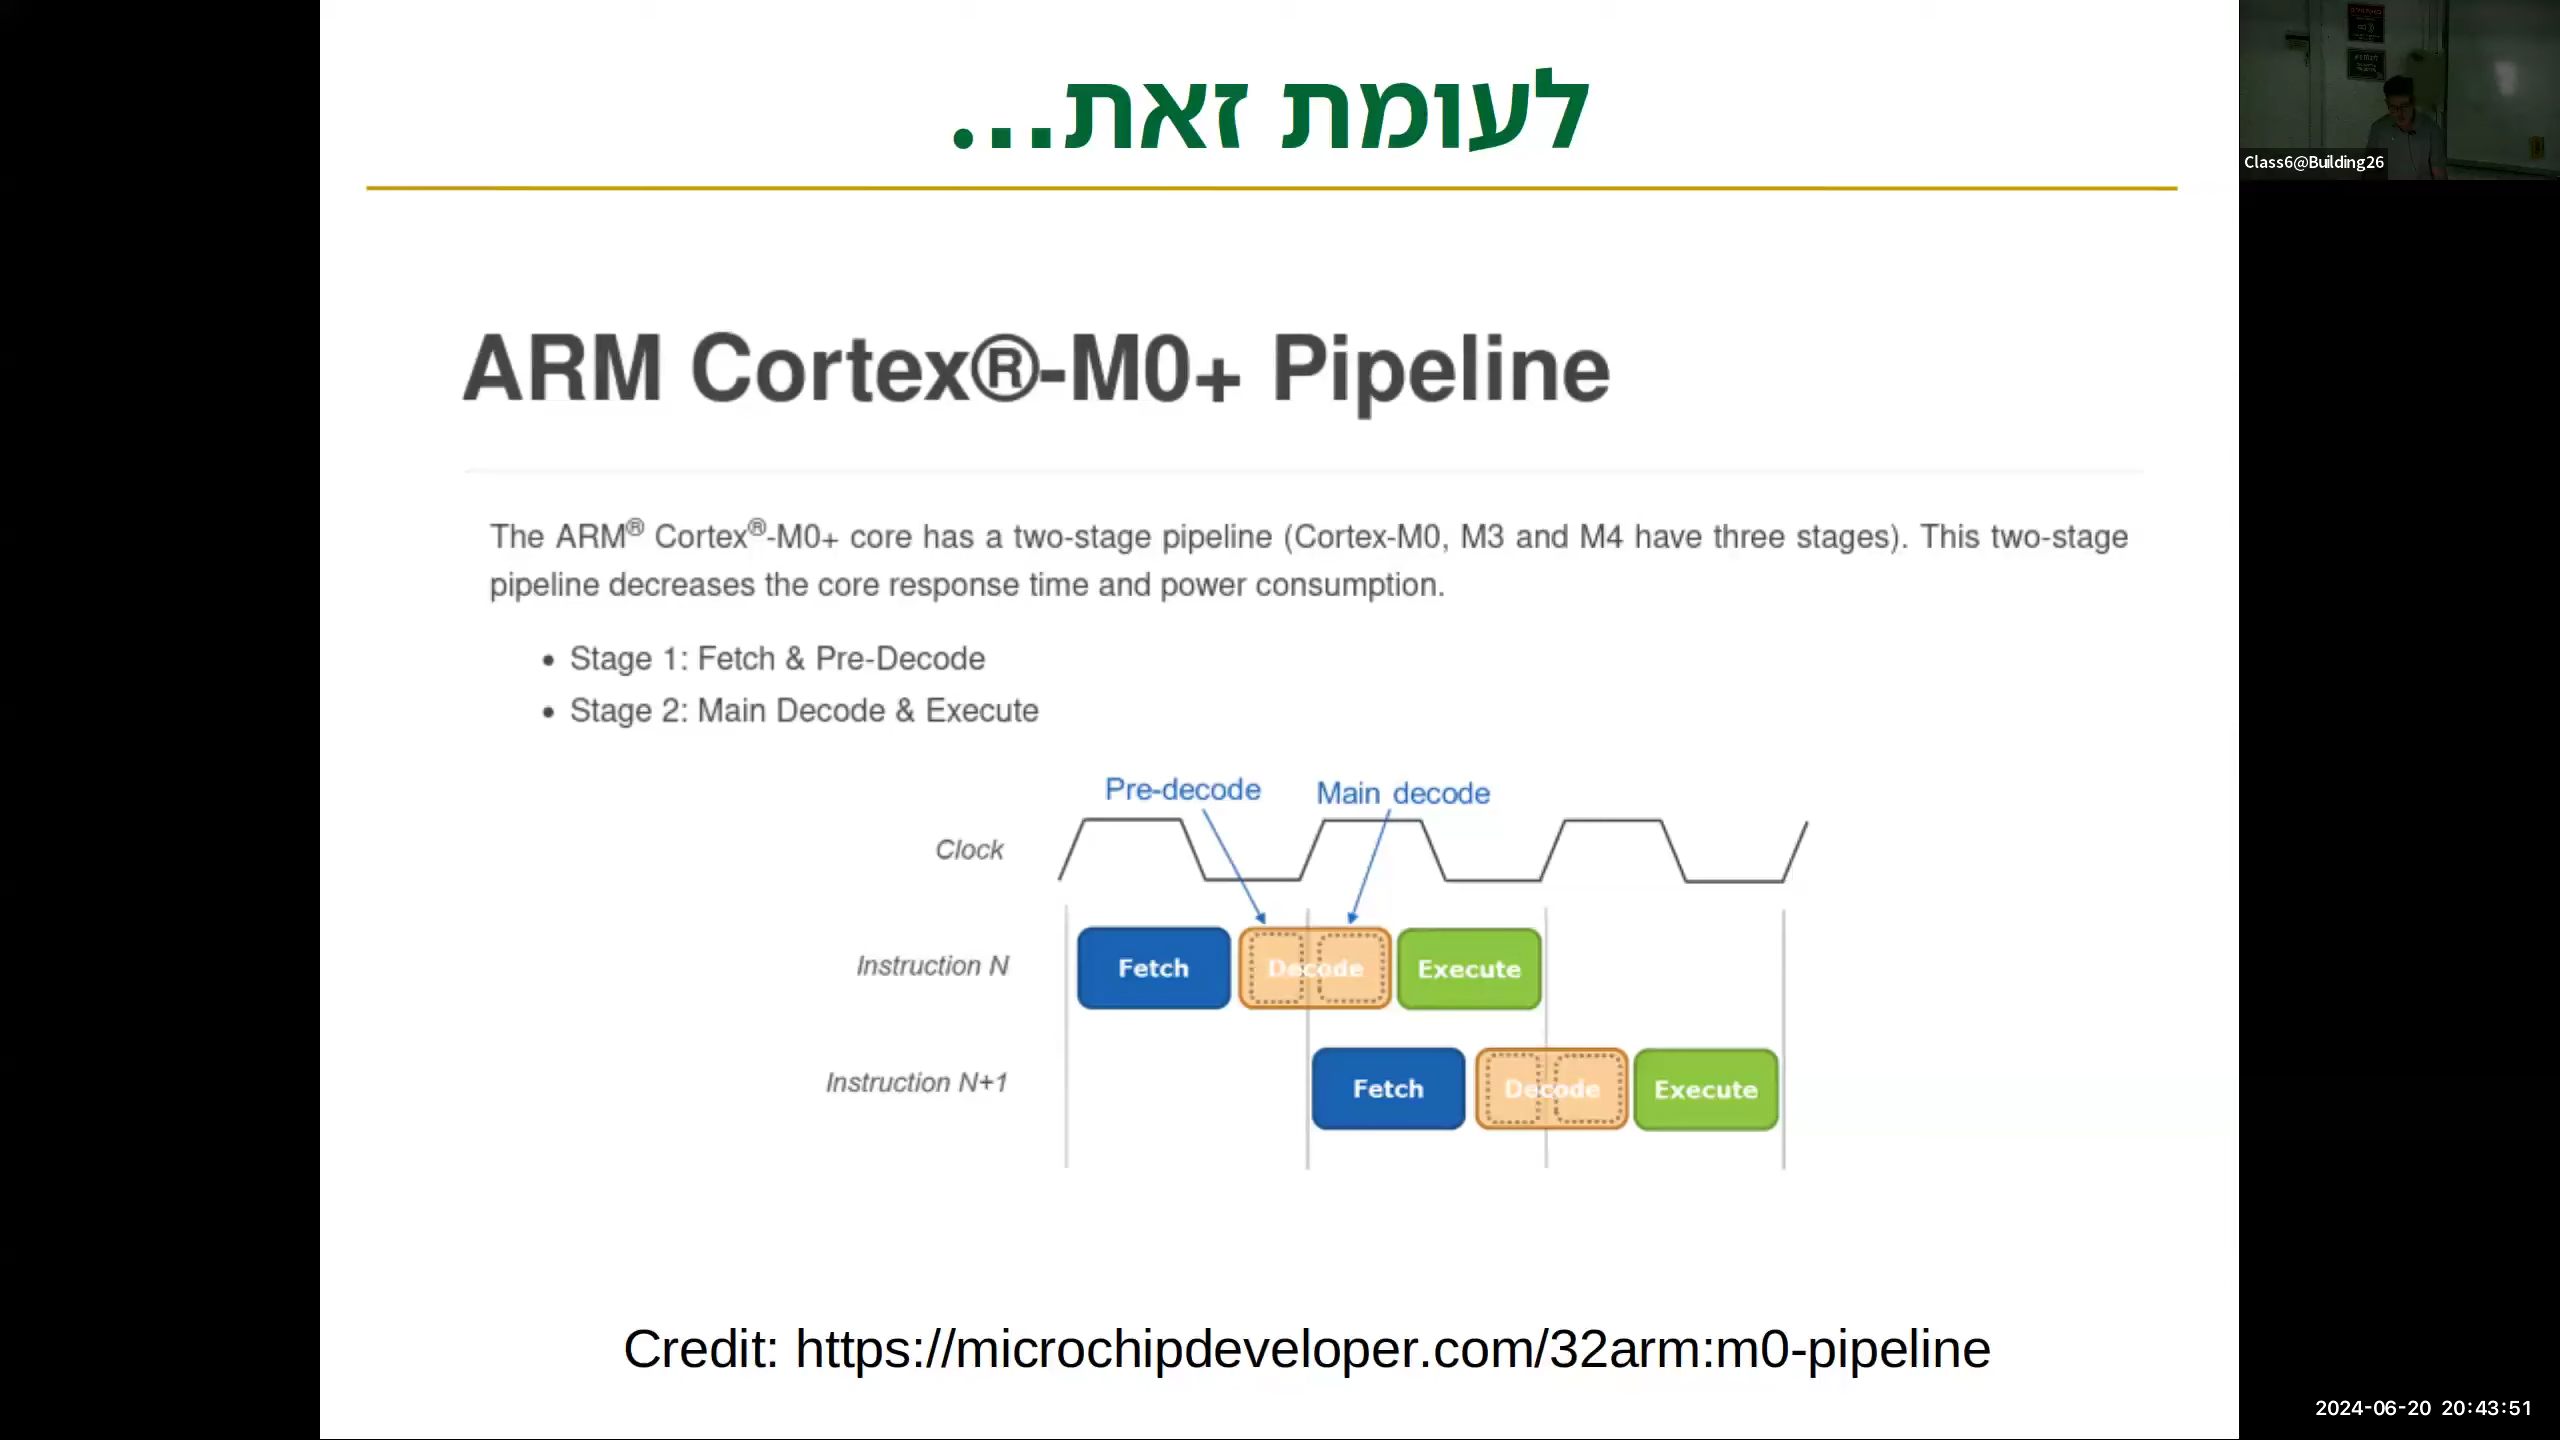 לעומת זאת...
Class6@Building26
ARM Cortex®-M0+ Pipeline
The ARM® Cortex®-M0+ core has a two-stage pipeline (Cortex-M0, M3 and M4 have three stages). This two-stage
pipeline decreases the core response time and power consumption.
• Stage 1: Fetch & Pre-Decode
• Stage 2: Main Decode & Execute
Pre-decode Main decode
Clock
Instruction N Fetch Decode Execute
Instruction N+1 Fetch Decode Execute
Credit: https://microchipdeveloper.com/32arm:m0-pipeline
2024-06-20 20:43:51